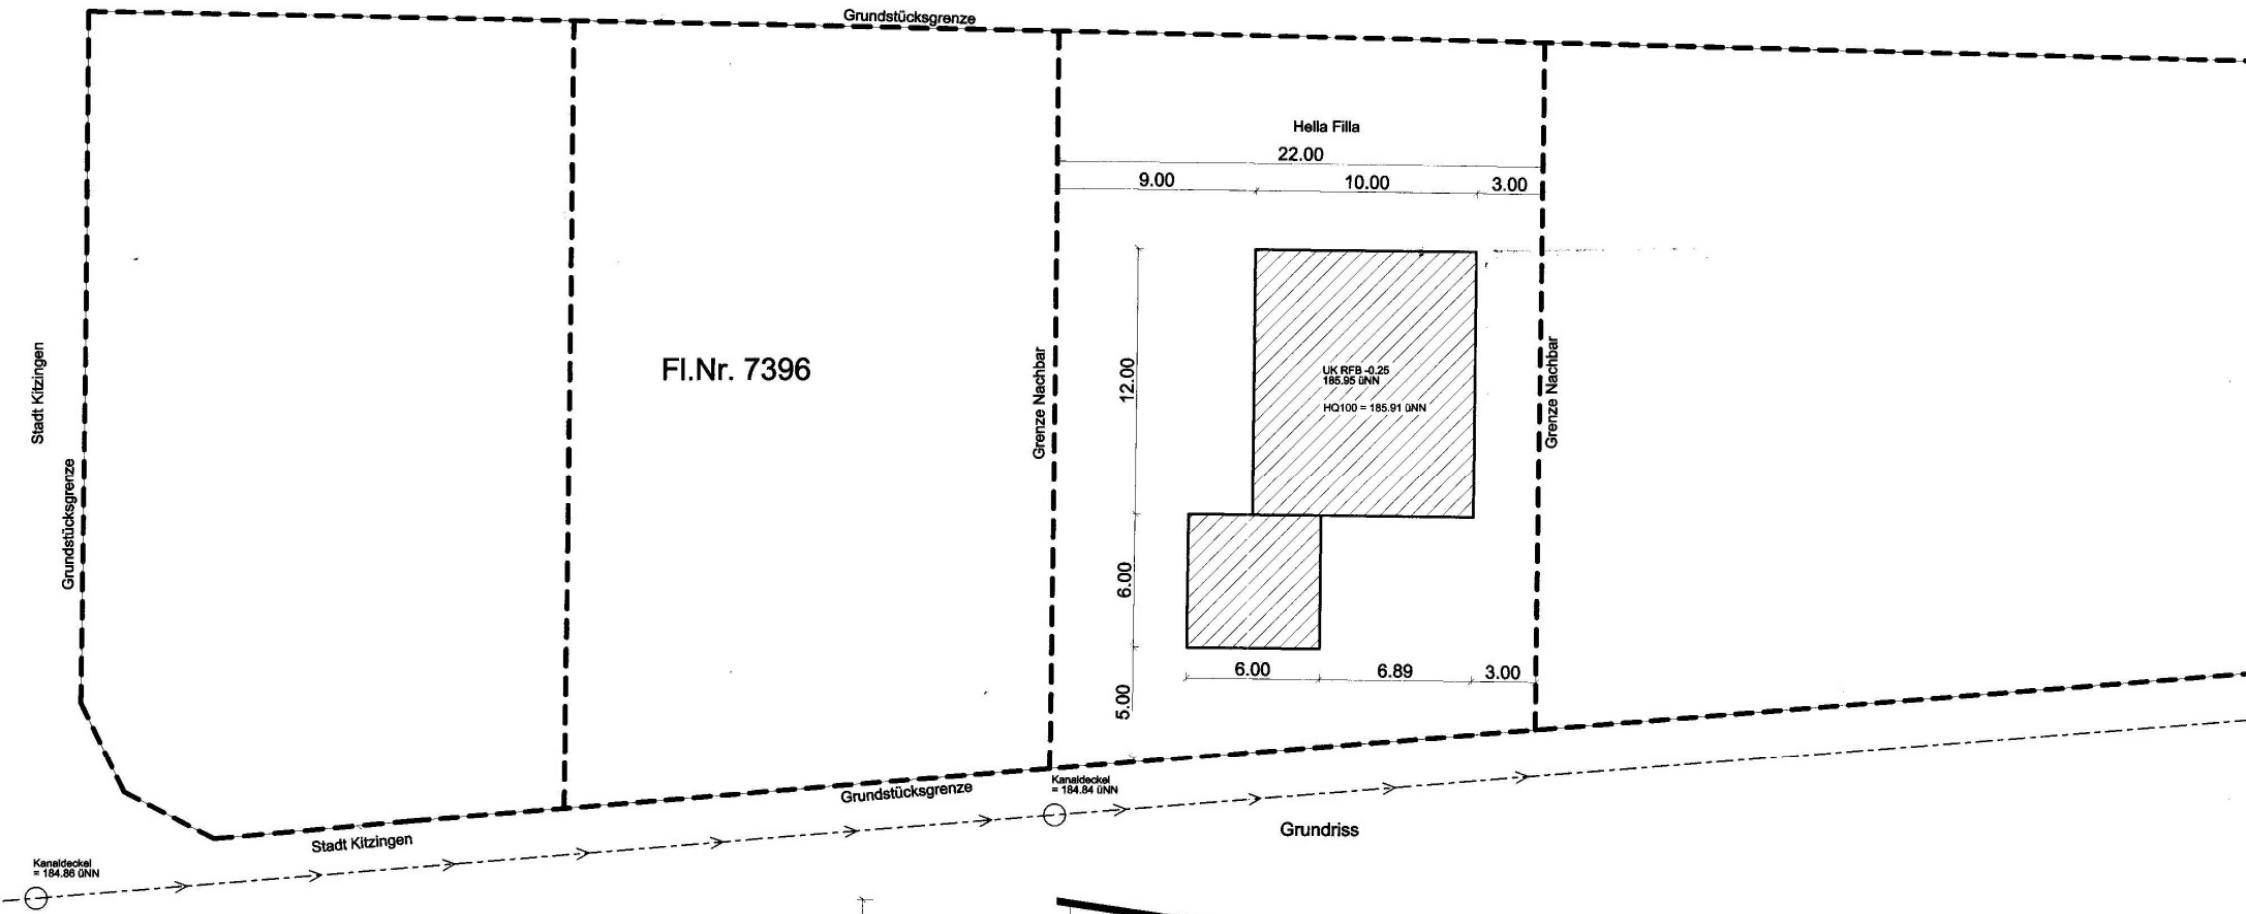 Grundstücksgrenze
Hella Filla
22.00
9.00
10.00
3.00
Stadt Kitzingen
Grundstücksgrenze
Fl.Nr. 7396
Grenze Nachbar
12.00
UK RFB -0.25
185.95 üNN
HQ100 = 185.91 üNN
Grenze Nachbar
6.00
5.00
6.00
6.89
3.00
Grundstücksgrenze
Kanaldeckel
= 184.84 üNN
Stadt Kitzingen
Grundriss
Kanaldeckel
= 184.86 üNN